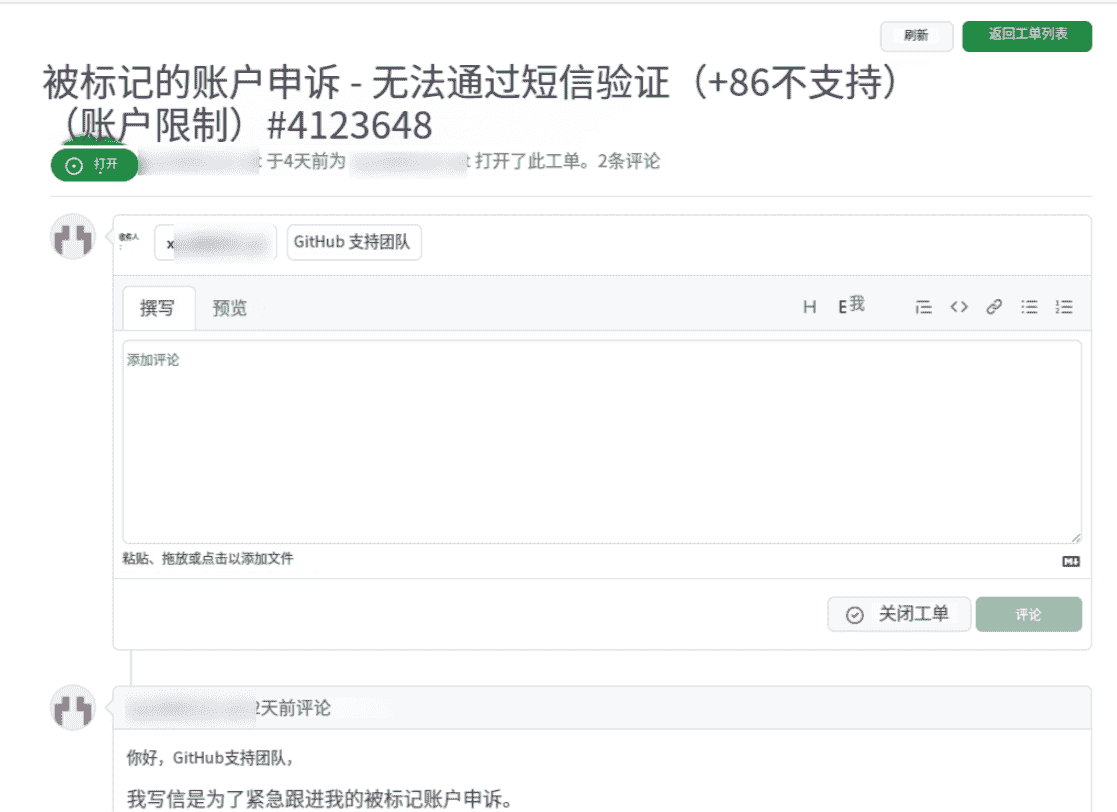 刷新
返回工单列表
被标记的账户申诉 - 无法通过短信验证（+86不支持）
（账户限制）#4123648
打开
t 于4天前为 t 打开了此工单。2条评论
收件人
:
x
GitHub 支持团队
撰写
预览
H
E我
添加评论
粘贴、拖放或点击以添加文件
关闭工单
评论
2天前评论
你好，GitHub支持团队，
我写信是为了紧急跟进我的被标记账户申诉。